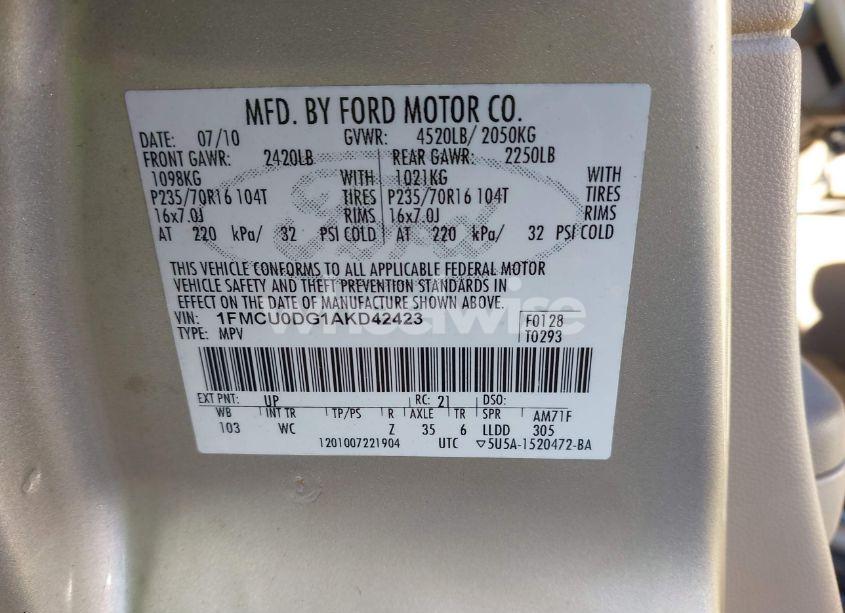 MFD. BY FORD MOTOR CO.
DATE: 07/10 GVWR: 4520LB/ 2050KG
FRONT GAWR: 2420LB REAR GAWR: 2250LB
1098KG WITH 1021KG WITH
P235/70R16 104T TIRES P235/70R16 104T TIRES
16x7.0J RIMS 16x7.0J RIMS
AT 220 kPa/ 32 PSI COLD AT 220 kPa/ 32 PSI COLD
Ford
THIS VEHICLE CONFORMS TO ALL APPLICABLE FEDERAL MOTOR
VEHICLE SAFETY AND THEFT PREVENTION STANDARDS IN
EFFECT ON THE DATE OF MANUFACTURE SHOWN ABOVE.
VIN: 1FMCU0DG1AKD42423 F0128
TYPE: MPV T0293
EXT PNT: UP RC: 21 DSO:
WB INT TR TP/PS R AXLE TR SPR AM71F
103 WC Z 35 6 LLDD 305
1201007221904 UTC ▽5U5A-1520472-BA